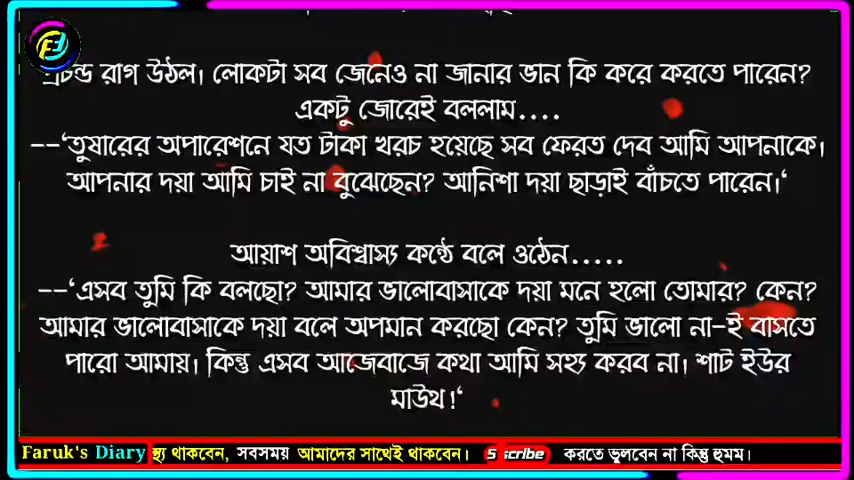 প্রচন্ড রাগ উঠল। লোকটা সব জেনেও না জানার ভান কি করে করতে পারেন?
একটু জোরেই বললাম....
--‘তুষারের অপারেশনে যত টাকা খরচ হয়েছে সব ফেরত দেব আমি আপনাকে।
আপনার দয়া আমি চাই না বুঝেছেন? আনিশা দয়া ছাড়াই বাঁচতে পারেন।‘
আয়াশ অবিশ্বাস্য কন্ঠে বলে ওঠেন.....
--‘এসব তুমি কি বলছো? আমার ভালোবাসাকে দয়া মনে হলো তোমার? কেন?
আমার ভালোবাসাকে দয়া বলে অপমান করছো কেন? তুমি ভালো না-ই বাসতে
পারো আমায়। কিন্তু এসব আজেবাজে কথা আমি সহ্য করব না। শাট ইউর
মাউথ!‘
Faruk's Diary থাকবেন, সবসময় আমাদের সাথেই থাকবেন। করতে ভুলবেন না কিন্তু হুমম।